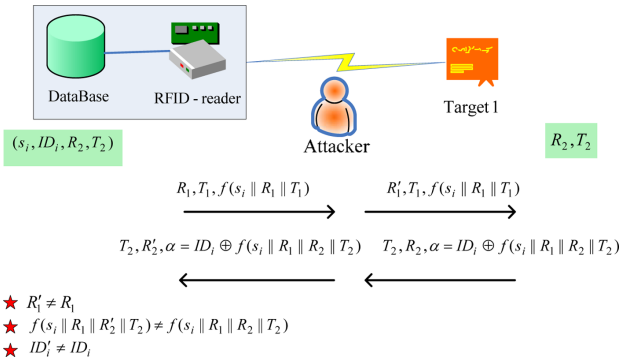 DataBase
RFID - reader
Target 1
Attacker
(s_i, ID_i, R_2, T_2)
R_2, T_2
R_1, T_1, f(s_i || R_1 || T_1)
R'_1, T_1, f(s_i || R_1 || T_1)
T_2, R'_2, α = ID_i ⊕ f(s_i || R_1 || R_2 || T_2)
T_2, R_2, α = ID_i ⊕ f(s_i || R_1 || R_2 || T_2)
R'_1 ≠ R_1
f(s_i || R_1 || R'_2 || T_2) ≠ f(s_i || R_1 || R_2 || T_2)
ID'_i ≠ ID_i